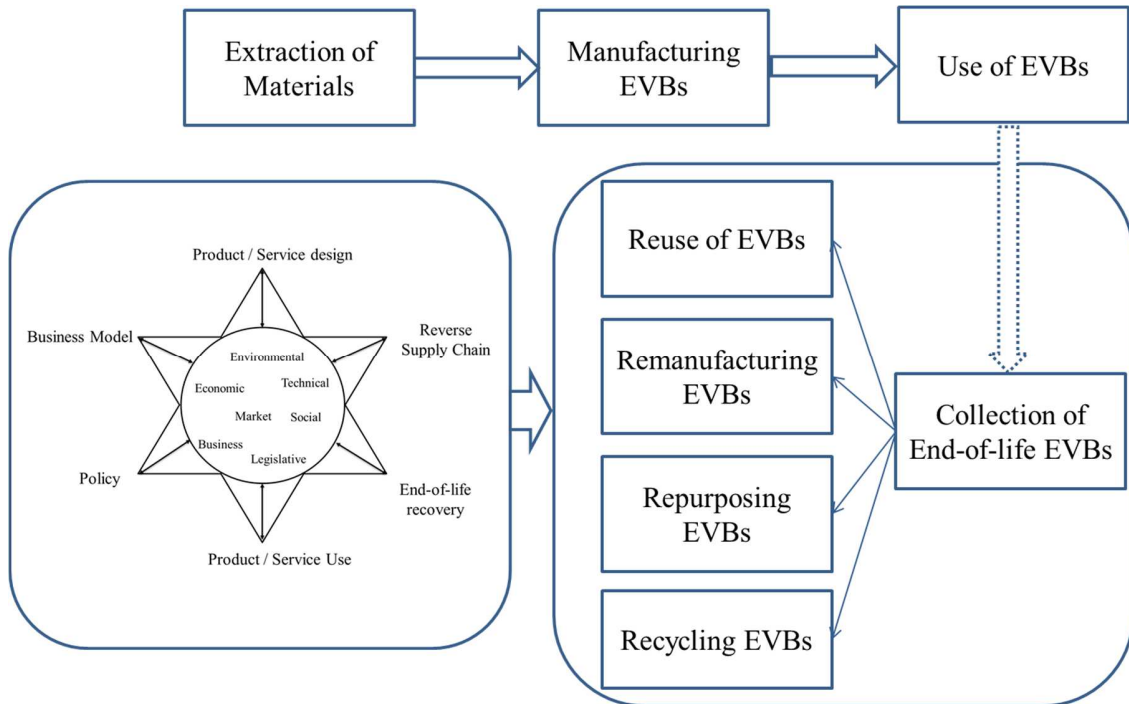 Extraction of
Materials
Manufacturing
EVBs
Use of EVBs
Product / Service design
Business Model
Reverse
Supply Chain
Environmental
Economic
Technical
Market
Social
Business
Legislative
Policy
End-of-life
recovery
Product / Service Use
Reuse of EVBs
Remanufacturing
EVBs
Repurposing
EVBs
Recycling EVBs
Collection of
End-of-life EVBs